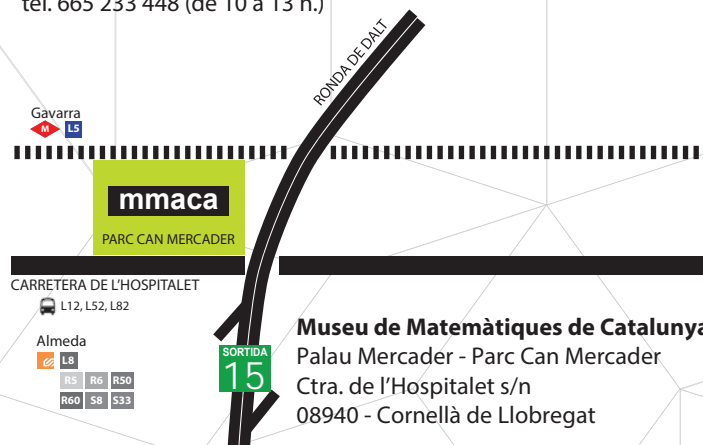 tel. 665 233 448 (de 10 a 13 h.)
RONDA DE DALT
Gavarra
M L5
mmaca
PARC CAN MERCADER
CARRETERA DE L'HOSPITALET
L12, L52, L82
Almeda
L8
R5 R6 R50
R60 S8 S33
SORTIDA
15
Museu de Matemàtiques de Catalunya
Palau Mercader - Parc Can Mercader
Ctra. de l'Hospitalet s/n
08940 - Cornellà de Llobregat